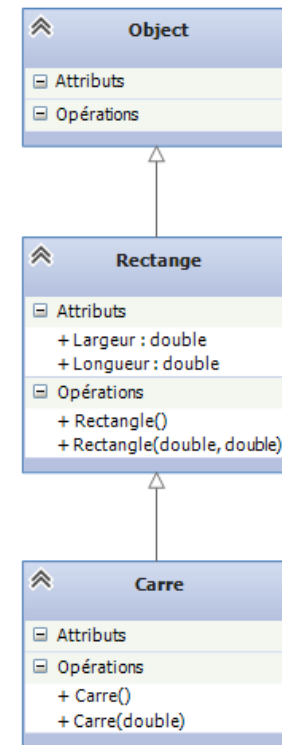 Object
Attributs
Opérations
Rectange
Attributs
+ Largeur : double
+ Longueur : double
Opérations
+ Rectangle()
+ Rectangle(double, double)
Carre
Attributs
Opérations
+ Carre()
+ Carre(double)